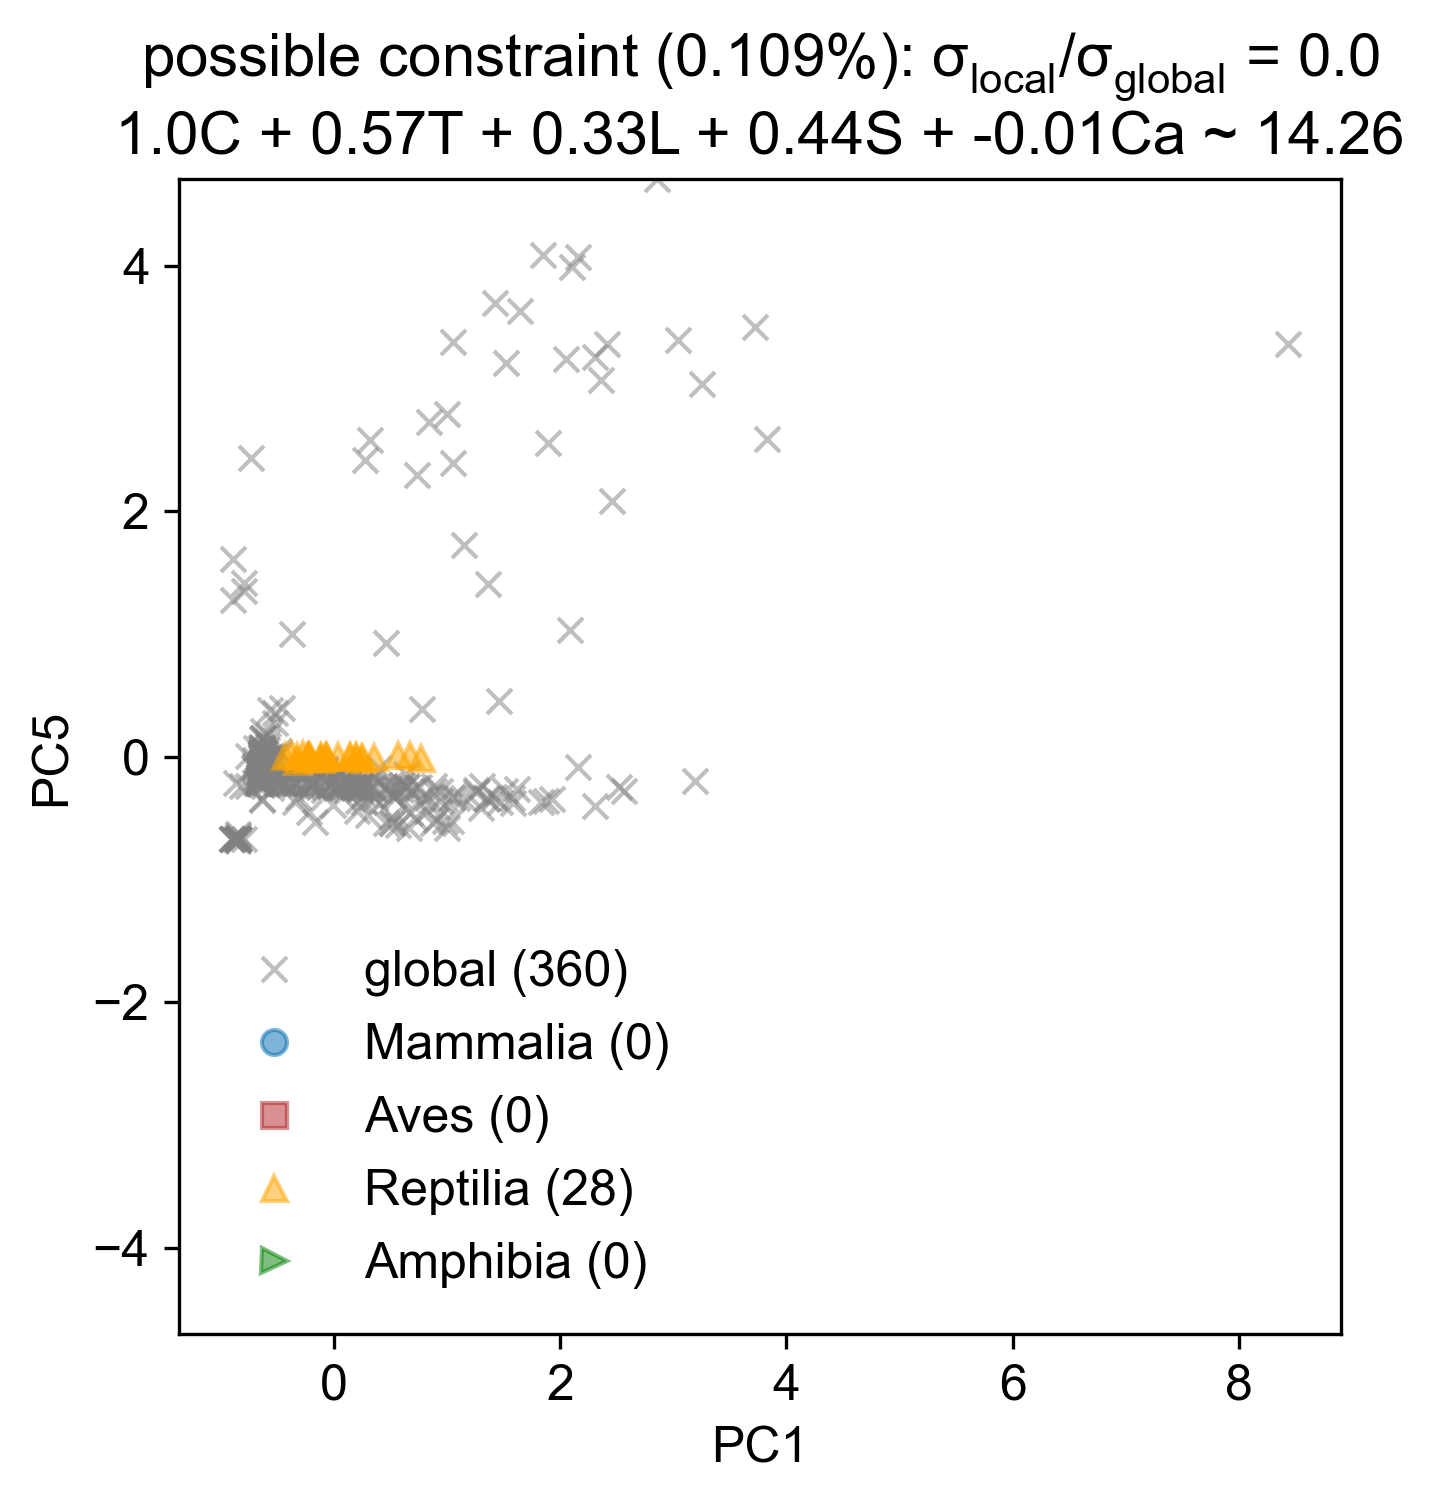 possible constraint (0.109%): σlocal/σglobal = 0.0
1.0C + 0.57T + 0.33L + 0.44S + -0.01Ca ~ 14.26
4
2
0
−2
−4
PC5
global (360)
Mammalia (0)
Aves (0)
Reptilia (28)
Amphibia (0)
0 2 4 6 8
PC1